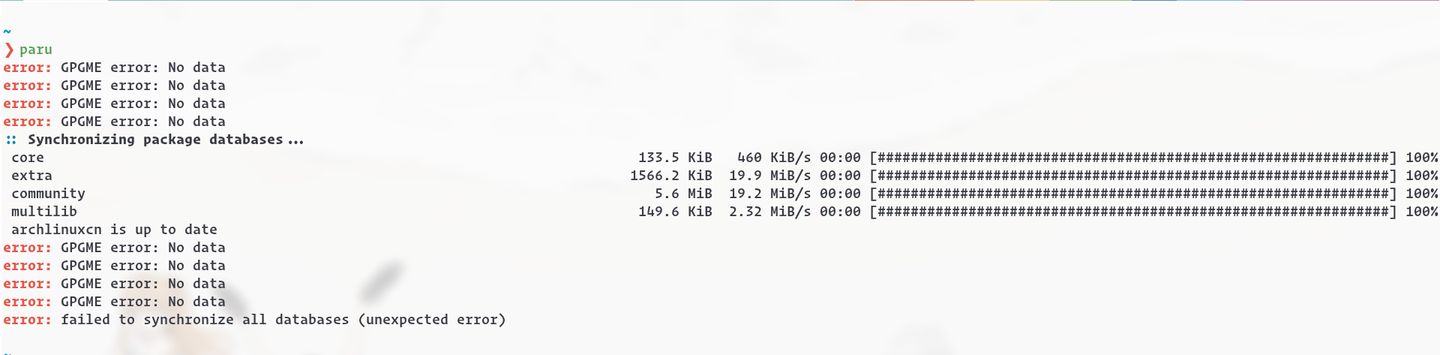 ~
❯ paru
error: GPGME error: No data
error: GPGME error: No data
error: GPGME error: No data
error: GPGME error: No data
:: Synchronizing package databases...
core 133.5 KiB 460 KiB/s 00:00 [##############################################################] 100%
extra 1566.2 KiB 19.9 MiB/s 00:00 [##############################################################] 100%
community 5.6 MiB 19.2 MiB/s 00:00 [##############################################################] 100%
multilib 149.6 KiB 2.32 MiB/s 00:00 [##############################################################] 100%
archlinuxcn is up to date
error: GPGME error: No data
error: GPGME error: No data
error: GPGME error: No data
error: GPGME error: No data
error: failed to synchronize all databases (unexpected error)